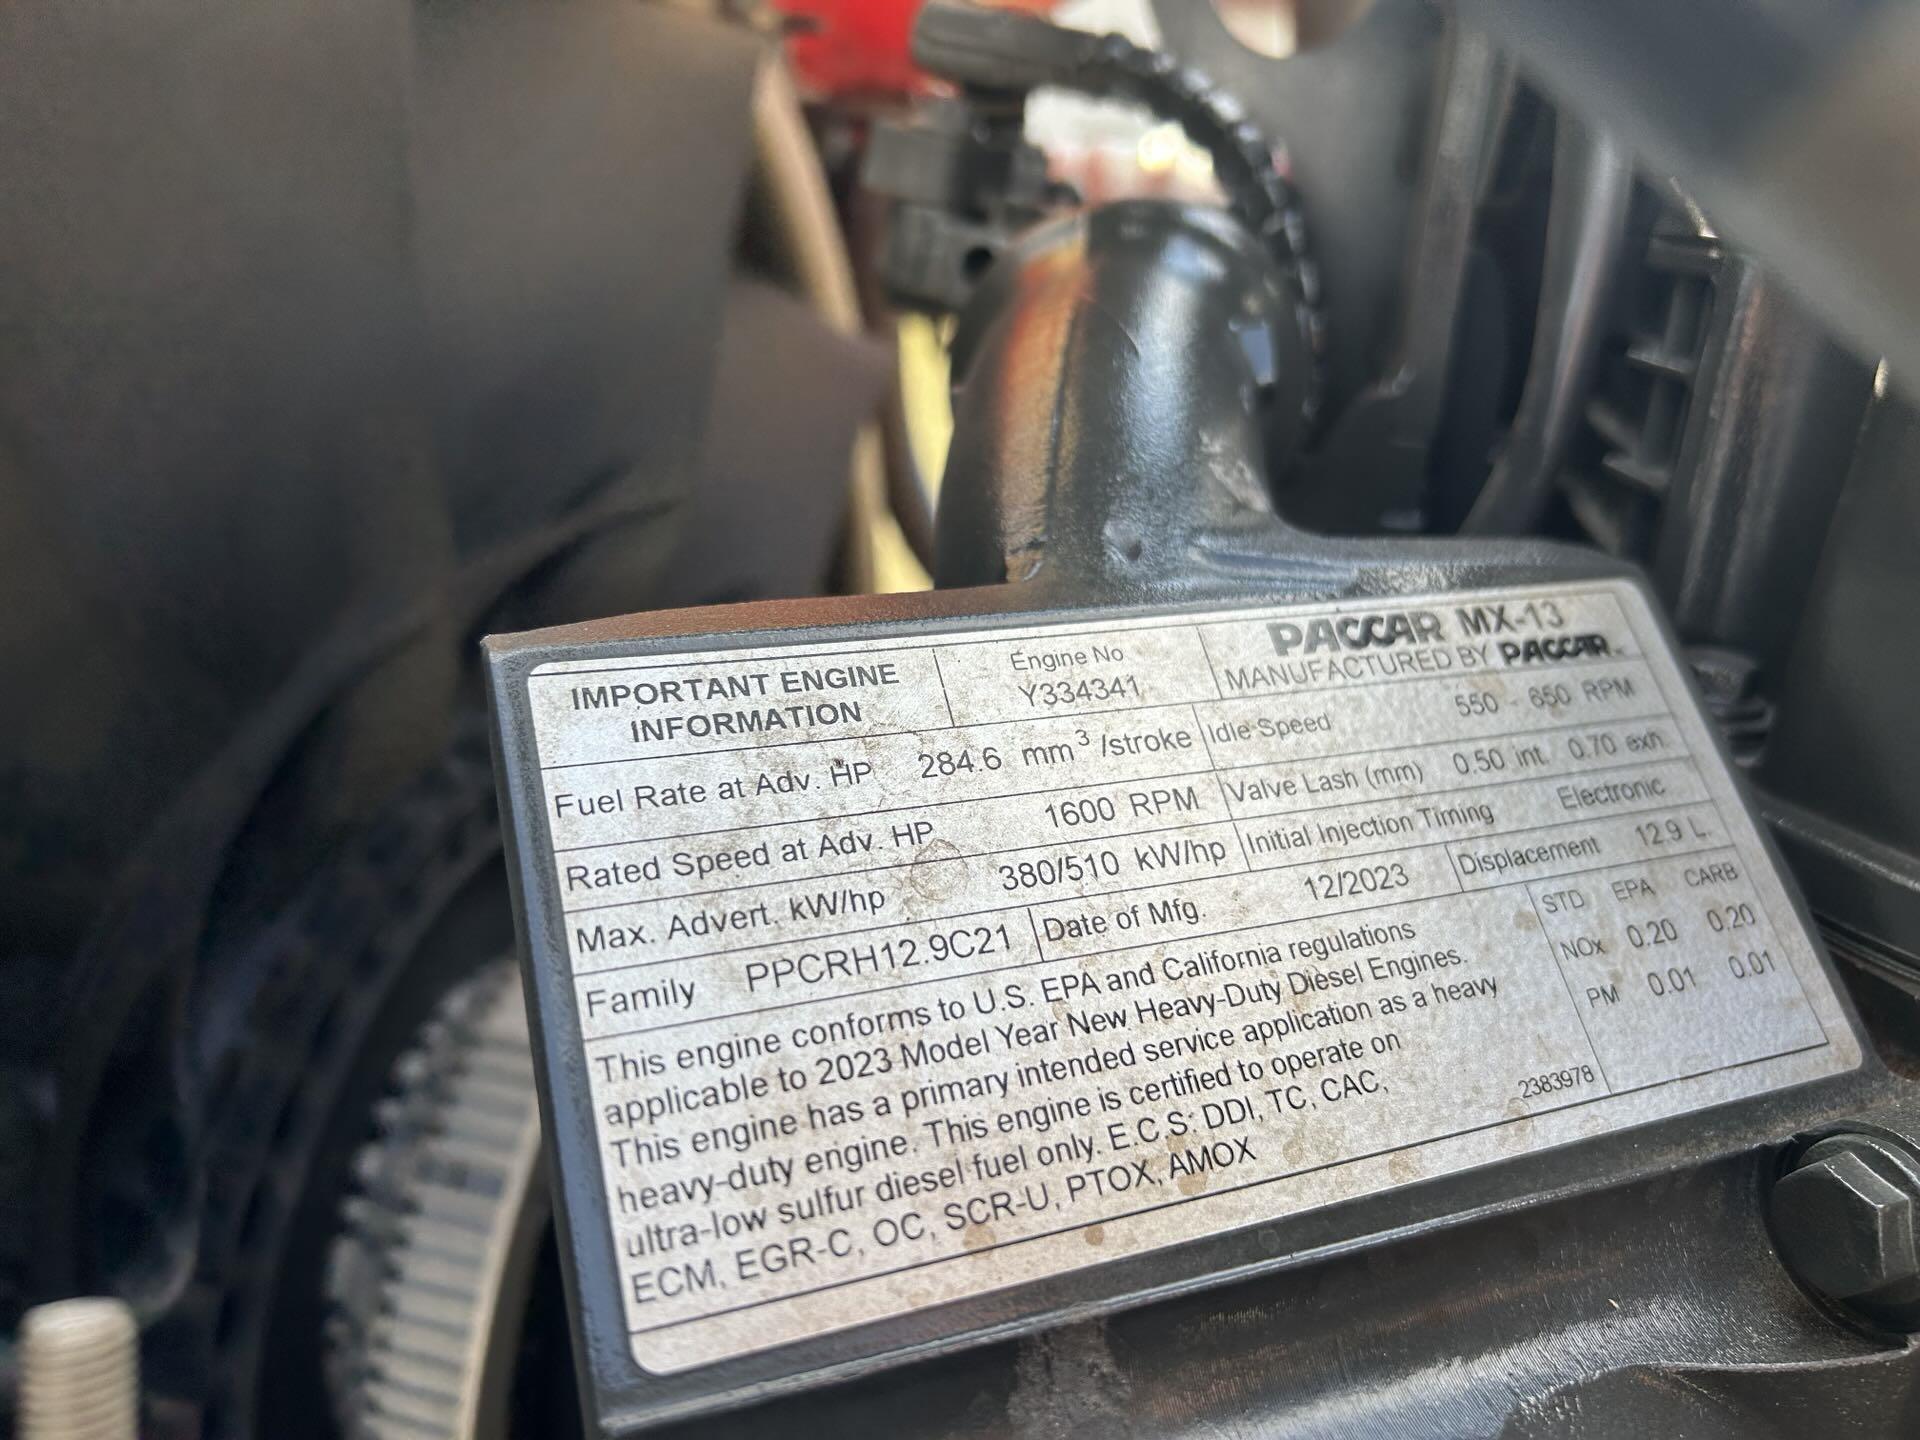 IMPORTANT ENGINE
INFORMATION
Engine No
Y334341
PACCAR MX-13
MANUFACTURED BY PACCAR
Fuel Rate at Adv. HP 284.6 mm³ /stroke
Idle Speed 550 - 650 RPM
Rated Speed at Adv. HP 1600 RPM
Valve Lash (mm) 0.50 int. 0.70 exh.
Max. Advert. kW/hp 380/510 kW/hp
Initial Injection Timing Electronic
Family PPCRH12.9C21
Date of Mfg. 12/2023
Displacement 12.9 L.
This engine conforms to U.S. EPA and California regulations
applicable to 2023 Model Year New Heavy-Duty Diesel Engines.
This engine has a primary intended service application as a heavy
heavy-duty engine. This engine is certified to operate on
ultra-low sulfur diesel fuel only. E.C.S: DDI, TC, CAC,
ECM, EGR-C, OC, SCR-U, PTOX, AMOX
STD EPA CARB
NOx 0.20 0.20
PM 0.01 0.01
2383978